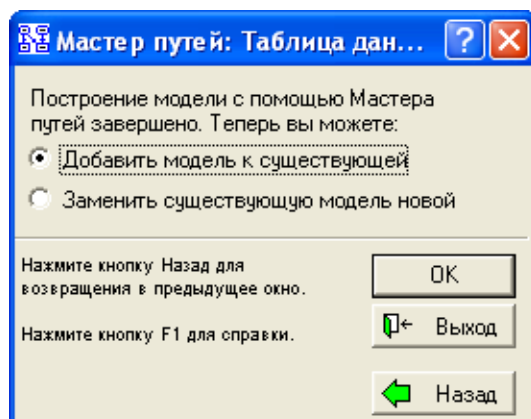 Мастер путей: Таблица дан...
Построение модели с помощью Мастера
путей завершено. Теперь вы можете:
Добавить модель к существующей
Заменить существующую модель новой
Нажмите кнопку Назад для
возвращения в предыдущее окно.
Нажмите кнопку F1 для справки.
OK
Выход
Назад